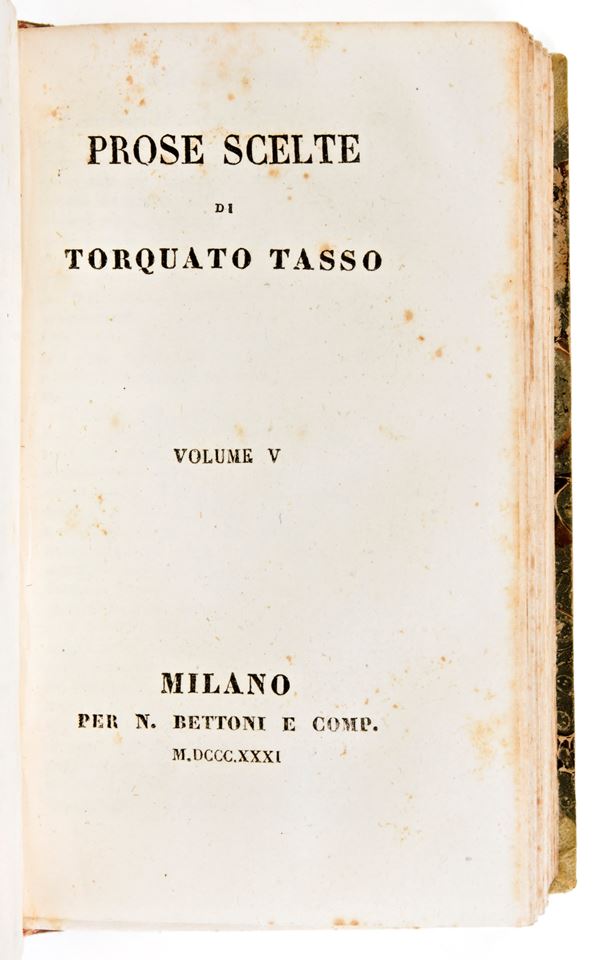 PROSE SCELTE
DI
TORQUATO TASSO
VOLUME V
MILANO
PER N. BETTONI E COMP.
M.DCCC.XXXI